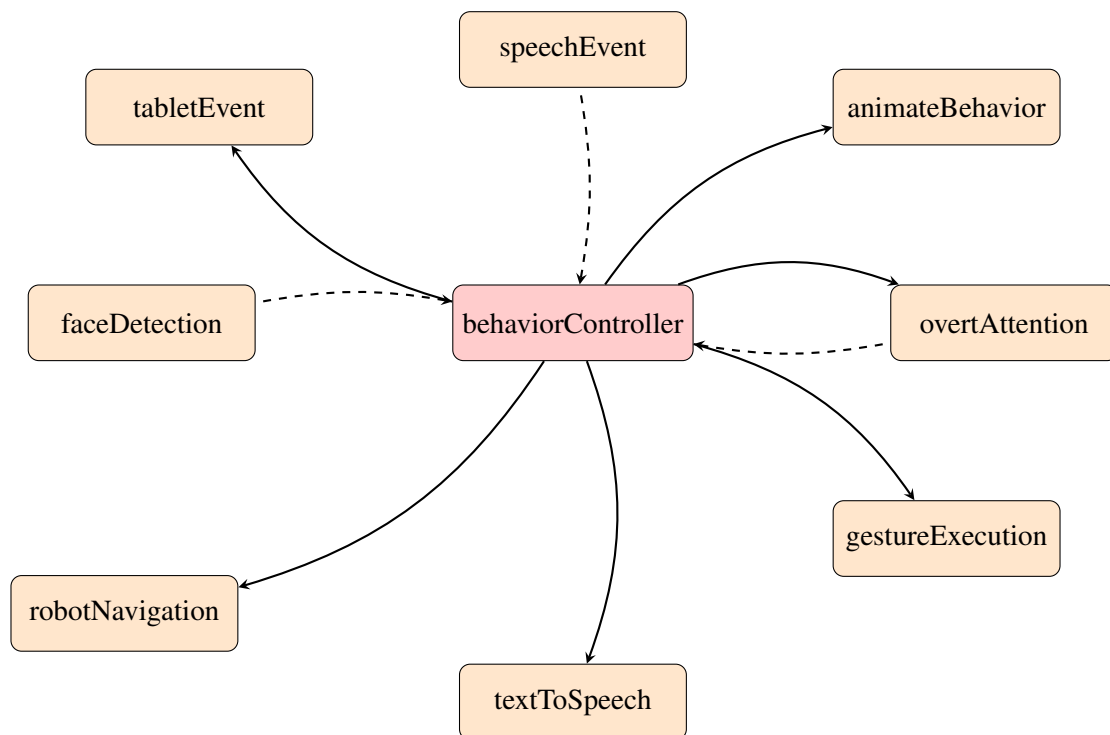 speechEvent
tabletEvent
animateBehavior
faceDetection
behaviorController
overtAttention
gestureExecution
robotNavigation
textToSpeech